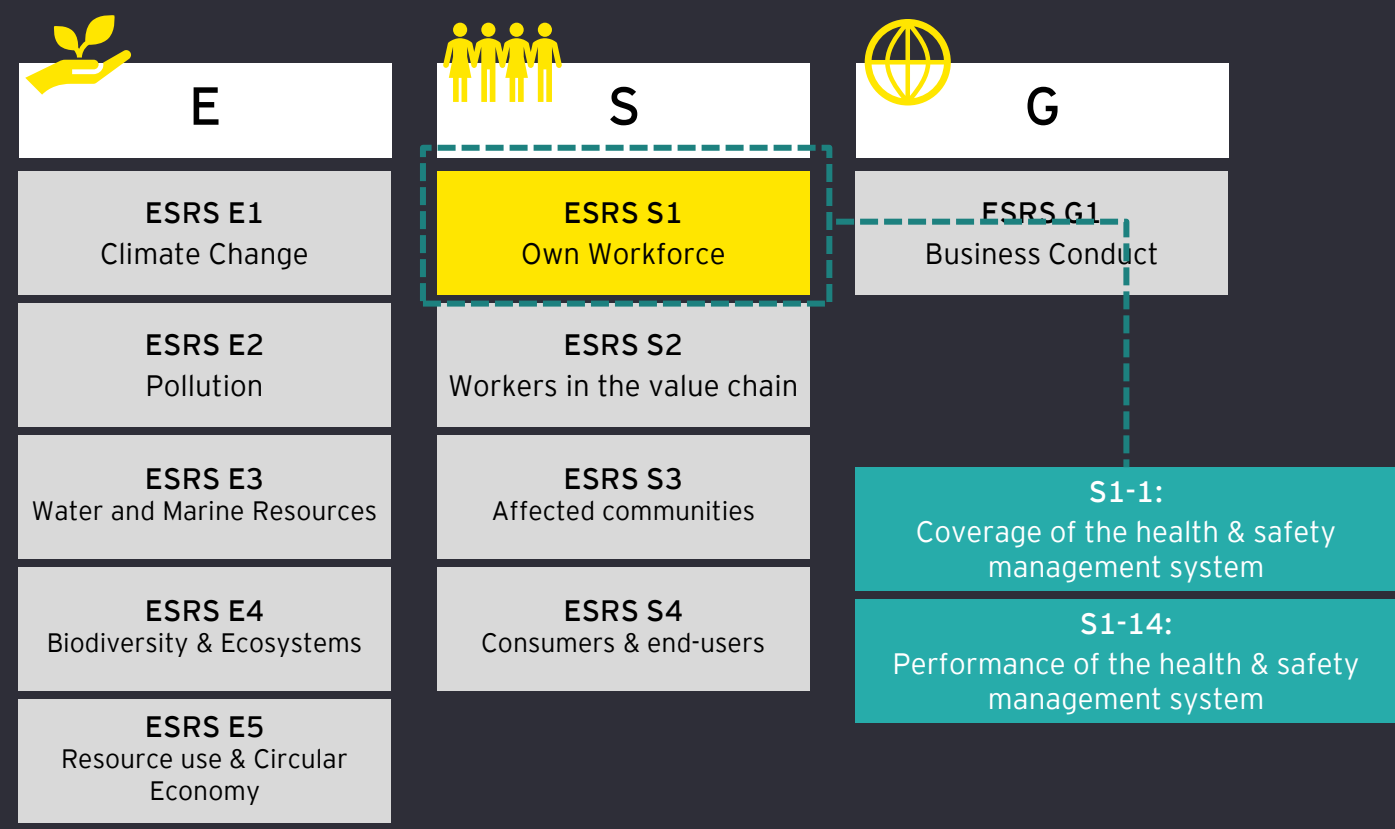 E
ESRS E1
Climate Change
ESRS E2
Pollution
ESRS E3
Water and Marine Resources
ESRS E4
Biodiversity & Ecosystems
ESRS E5
Resource use & Circular
Economy
S
ESRS S1
Own Workforce
ESRS S2
Workers in the value chain
ESRS S3
Affected communities
ESRS S4
Consumers & end-users
G
ESRS G1
Business Conduct
S1-1:
Coverage of the health & safety
management system
S1-14:
Performance of the health & safety
management system